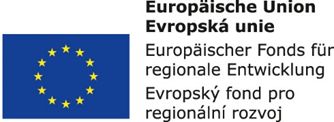 Europäische Union
Evropská unie
Europäischer Fonds für
regionale Entwicklung
Evropský fond pro
regionální rozvoj